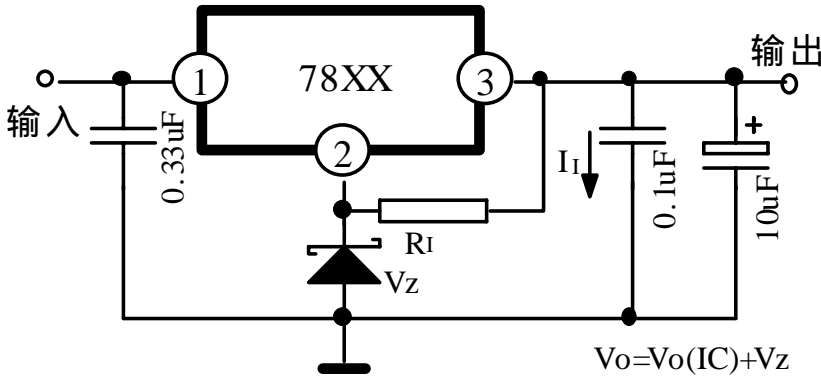 输出
1
78XX
3
输入
0.33uF
2
II
0.1uF
+
10uF
RI
Vz
Vo=Vo(IC)+Vz